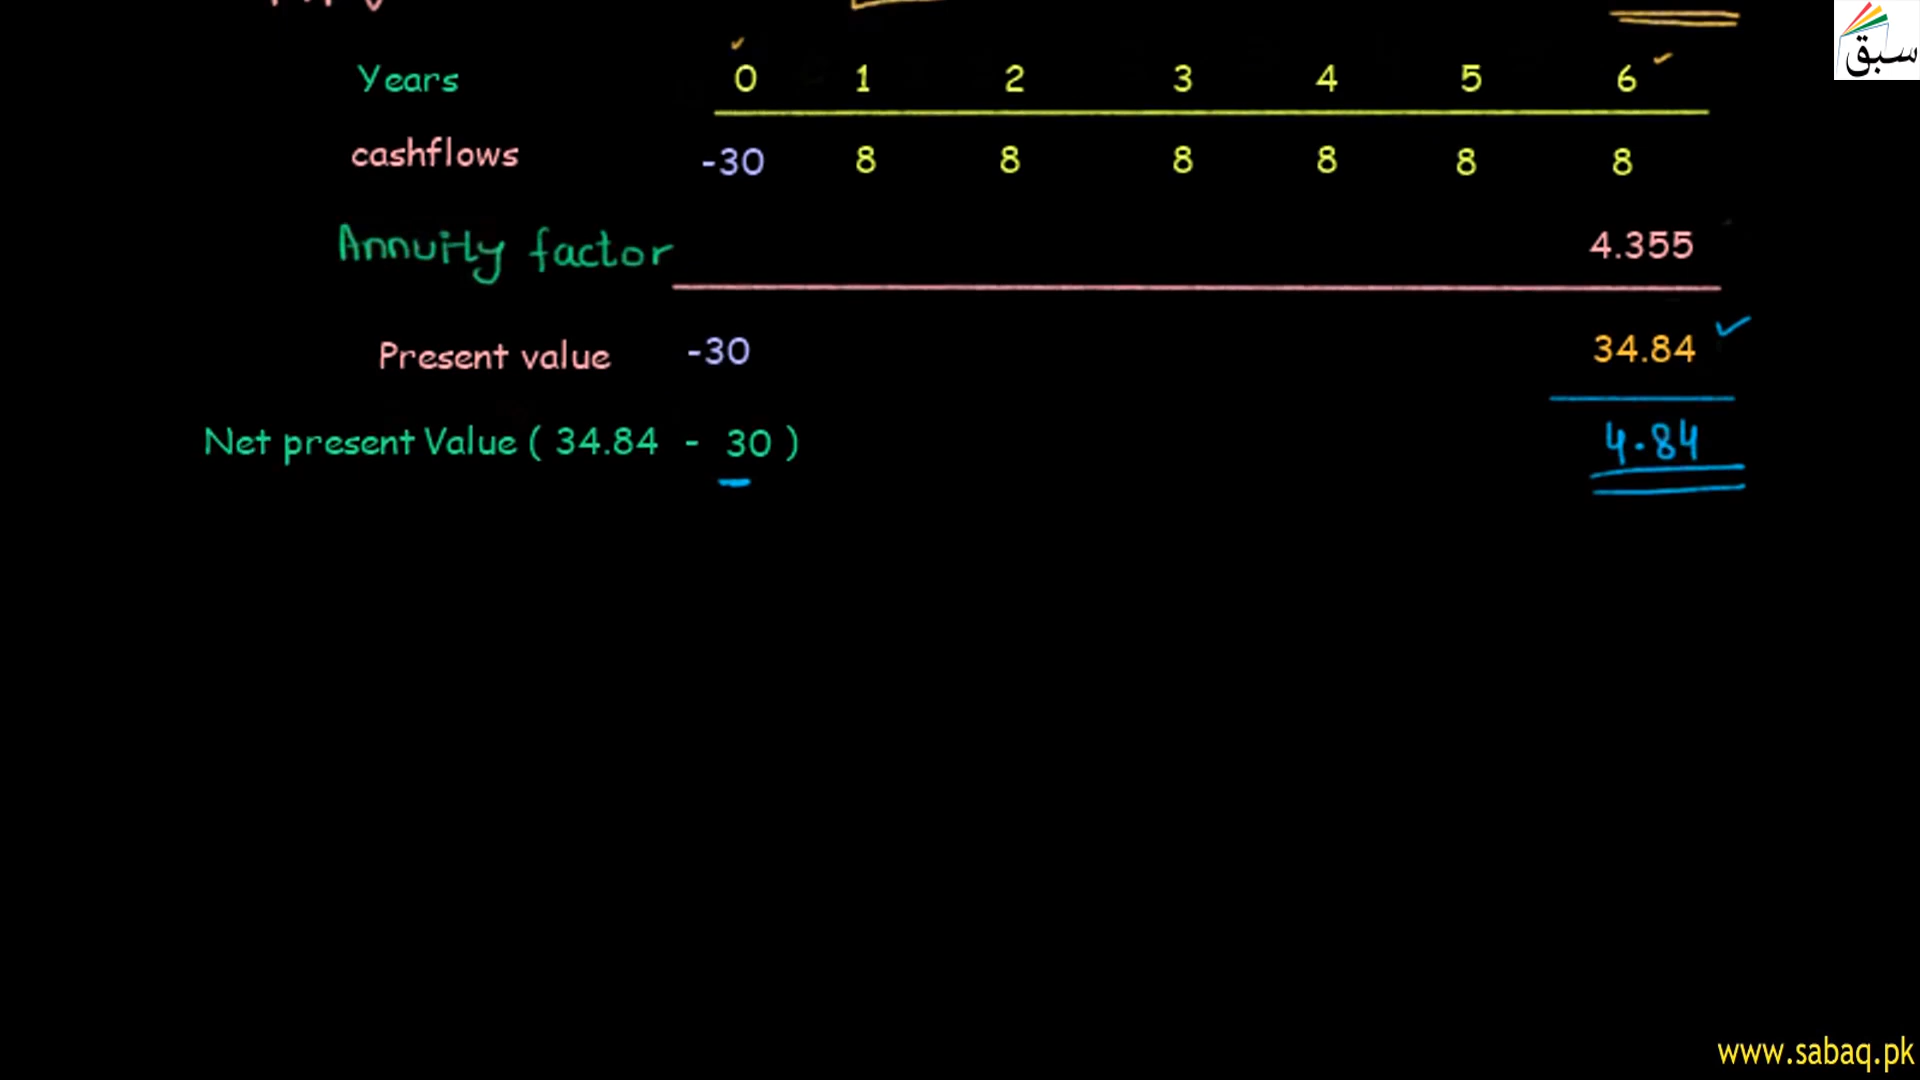 سبق
Years 0 1 2 3 4 5 6
cashflows -30 8 8 8 8 8 8
Annuity factor 4.355
Present value -30 34.84
Net present Value ( 34.84 - 30 ) 4.84
www.sabaq.pk